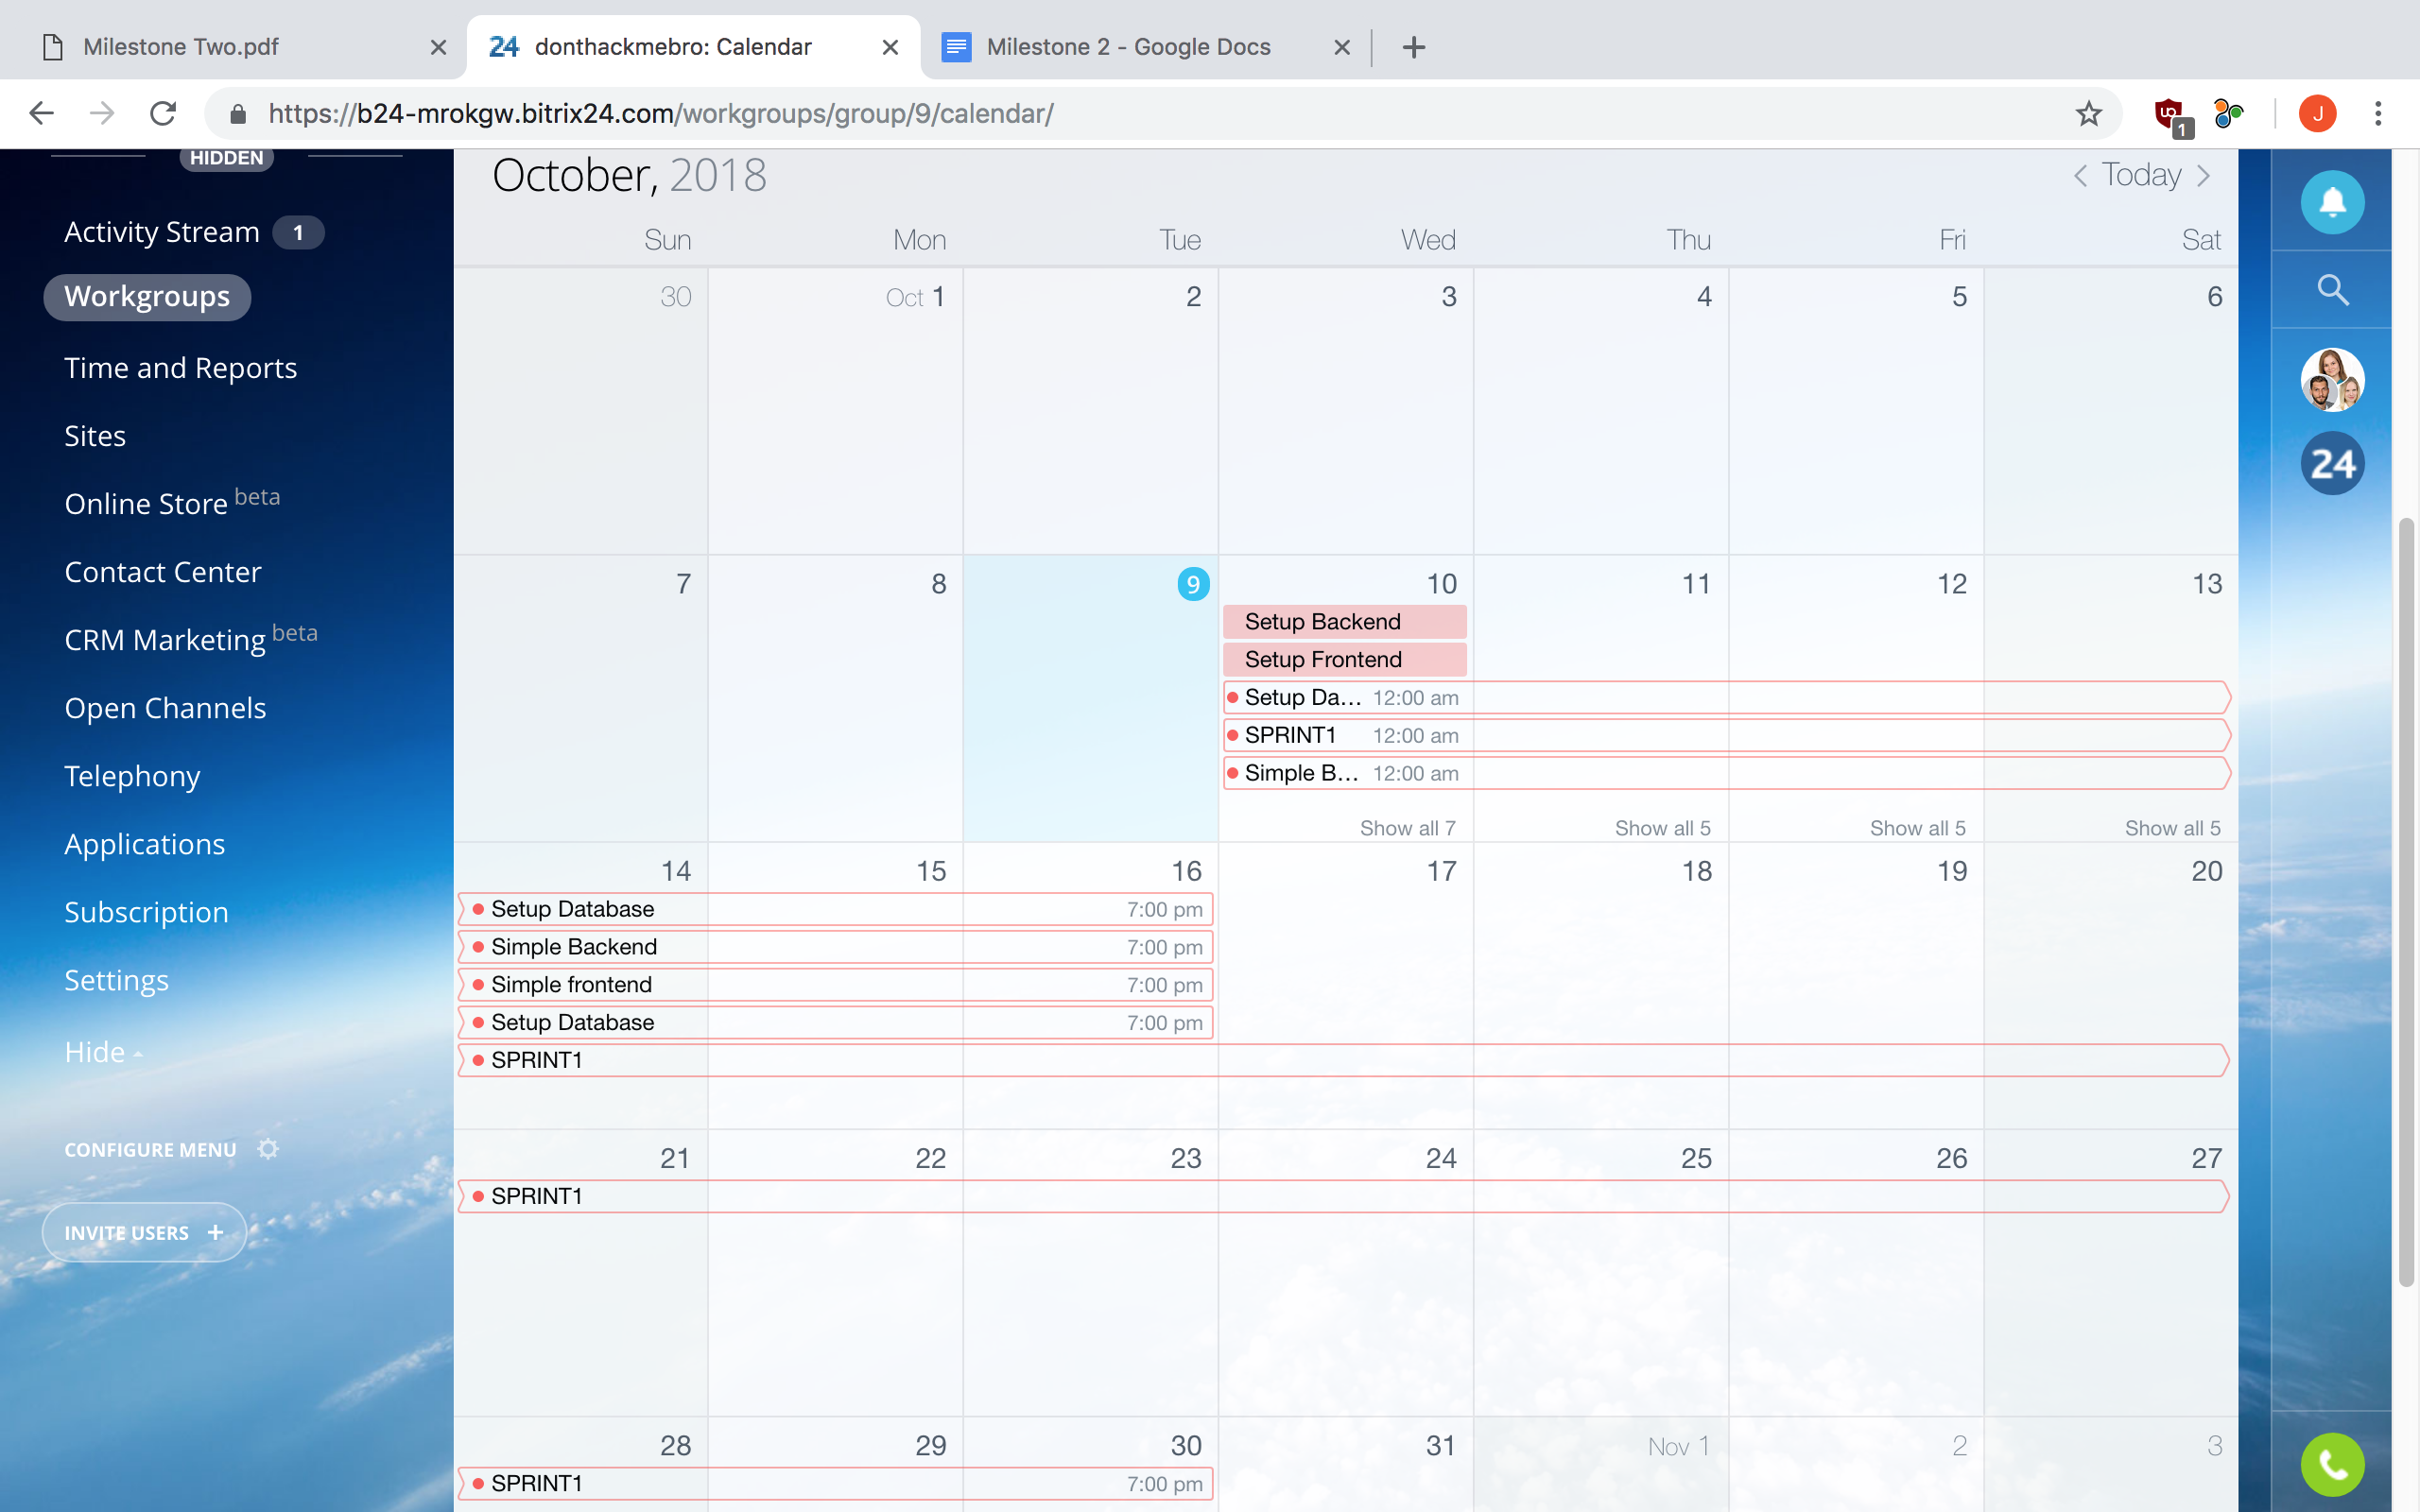 Milestone Two.pdf
24 donthackmebro: Calendar
Milestone 2 - Google Docs
https://b24-mrokgw.bitrix24.com/workgroups/group/9/calendar/
1
J
HIDDEN
Activity Stream 1
Workgroups
Time and Reports
Sites
Online Store beta
Contact Center
CRM Marketing beta
Open Channels
Telephony
Applications
Subscription
Settings
Hide
CONFIGURE MENU
INVITE USERS +
October, 2018
Today
Sun Mon Tue Wed Thu Fri Sat
30 Oct 1 2 3 4 5 6
7 8 9 10 11 12 13
Setup Backend
Setup Frontend
Setup Da... 12:00 am
SPRINT1 12:00 am
Simple B... 12:00 am
Show all 7 Show all 5 Show all 5 Show all 5
14 15 16 17 18 19 20
Setup Database 7:00 pm
Simple Backend 7:00 pm
Simple frontend 7:00 pm
Setup Database 7:00 pm
SPRINT1
21 22 23 24 25 26 27
SPRINT1
28 29 30 31 Nov 1 2 3
SPRINT1 7:00 pm
24